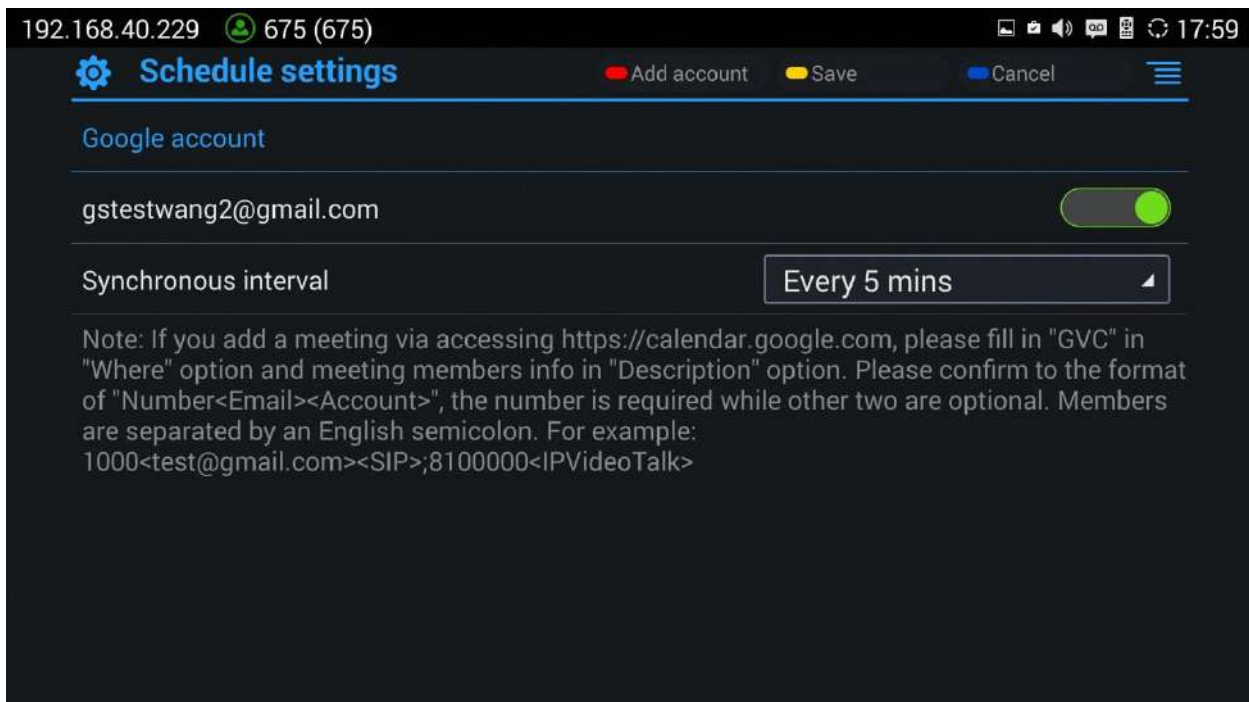 192.168.40.229 675 (675) 17:59
Schedule settings Add account Save Cancel
Google account
gstestwang2@gmail.com
Synchronous interval Every 5 mins
Note: If you add a meeting via accessing https://calendar.google.com, please fill in "GVC" in
"Where" option and meeting members info in "Description" option. Please confirm to the format
of "Number<Email><Account>", the number is required while other two are optional. Members
are separated by an English semicolon. For example:
1000<test@gmail.com><SIP>;8100000<IPVideoTalk>